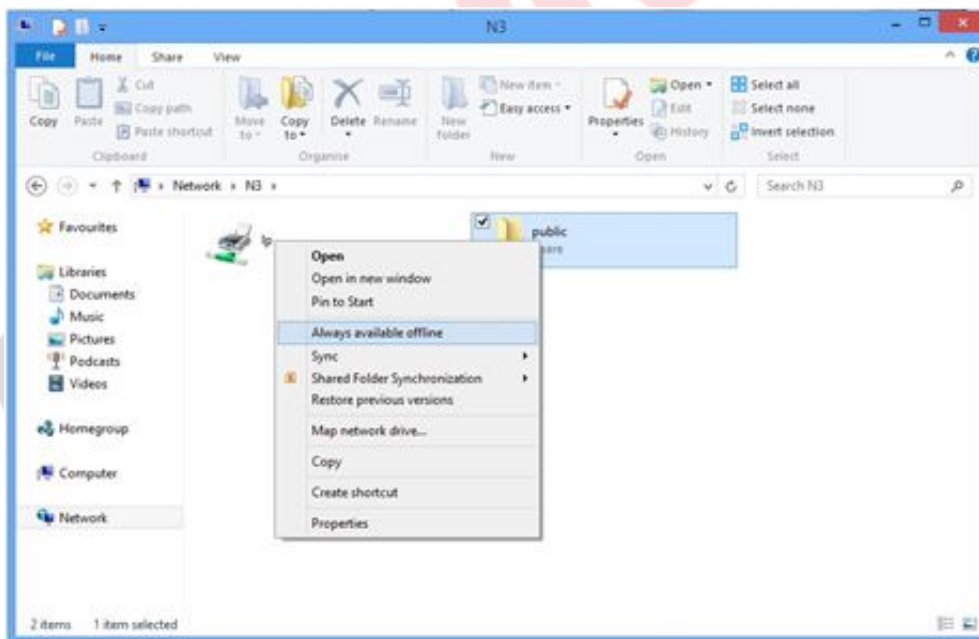 N3
File Home Share View
Copy
Paste
Cut
Copy path
Paste shortcut
Clipboard
Move to
Copy to
Delete
Rename
Organise
New folder
New item
Easy access
New
Properties
Open
Edit
History
Open
Select all
Select none
Invert selection
Select
Network N3
Search N3
Favourites
Libraries
Documents
Music
Pictures
Podcasts
Videos
Homegroup
Computer
Network
lp
public
Open
Open in new window
Pin to Start
Always available offline
Sync
Shared Folder Synchronization
Restore previous versions
Map network drive...
Copy
Create shortcut
Properties
2 items 1 item selected